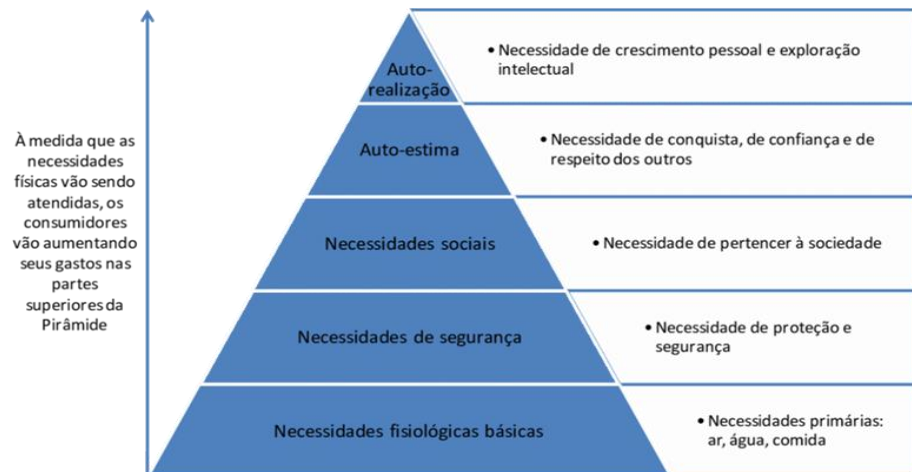 À medida que as
necessidades
físicas vão sendo
atendidas, os
consumidores
vão aumentando
seus gastos nas
partes
superiores da
Pirâmide
Auto-
realização
• Necessidade de crescimento pessoal e exploração
intelectual
Auto-estima
• Necessidade de conquista, de confiança e de
respeito dos outros
Necessidades sociais
• Necessidade de pertencer à sociedade
Necessidades de segurança
• Necessidade de proteção e
segurança
Necessidades fisiológicas básicas
• Necessidades primárias:
ar, água, comida